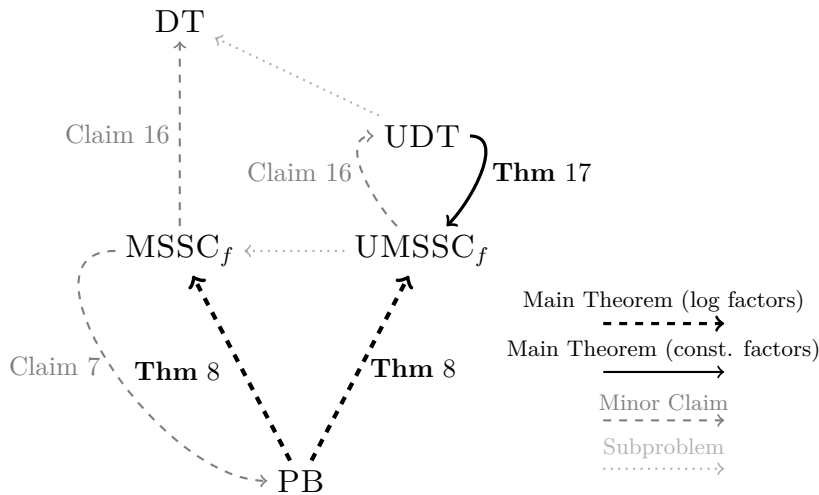 DT
UDT
Claim 16
Claim 16
Thm 17
MSSC_f
UMSSC_f
Claim 7
Thm 8
Thm 8
PB
Main Theorem (log factors)
Main Theorem (const. factors)
Minor Claim
Subproblem